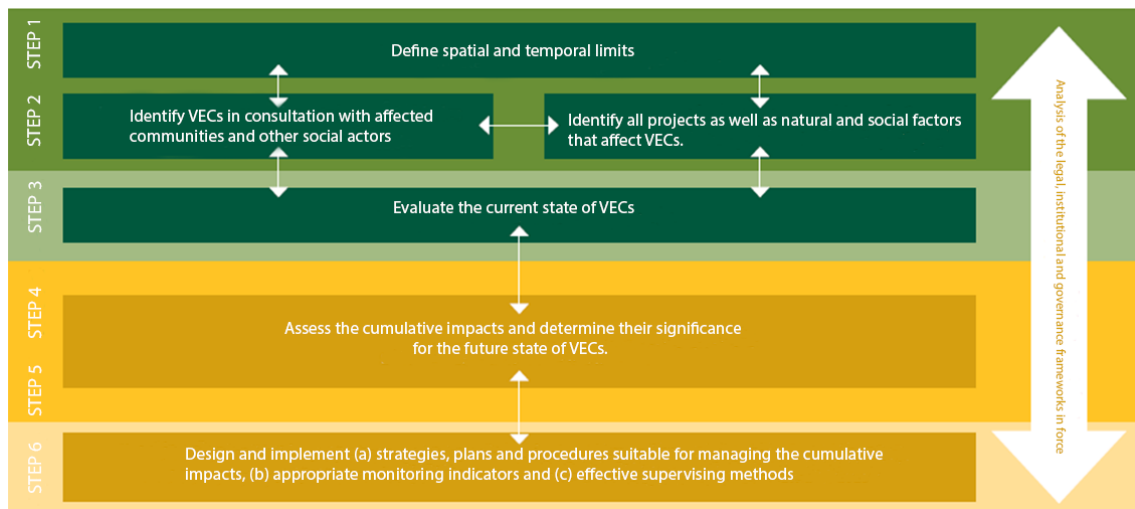 STEP 1
Define spatial and temporal limits
STEP 2
Identify VECs in consultation with affected
communities and other social actors
Identify all projects as well as natural and social factors
that affect VECs.
STEP 3
Evaluate the current state of VECs
STEP 4
Assess the cumulative impacts and determine their significance
for the future state of VECs.
STEP 5
STEP 6
Design and implement (a) strategies, plans and procedures suitable for managing the cumulative
impacts, (b) appropriate monitoring indicators and (c) effective supervising methods
Analysis of the legal, institutional and governance frameworks in force